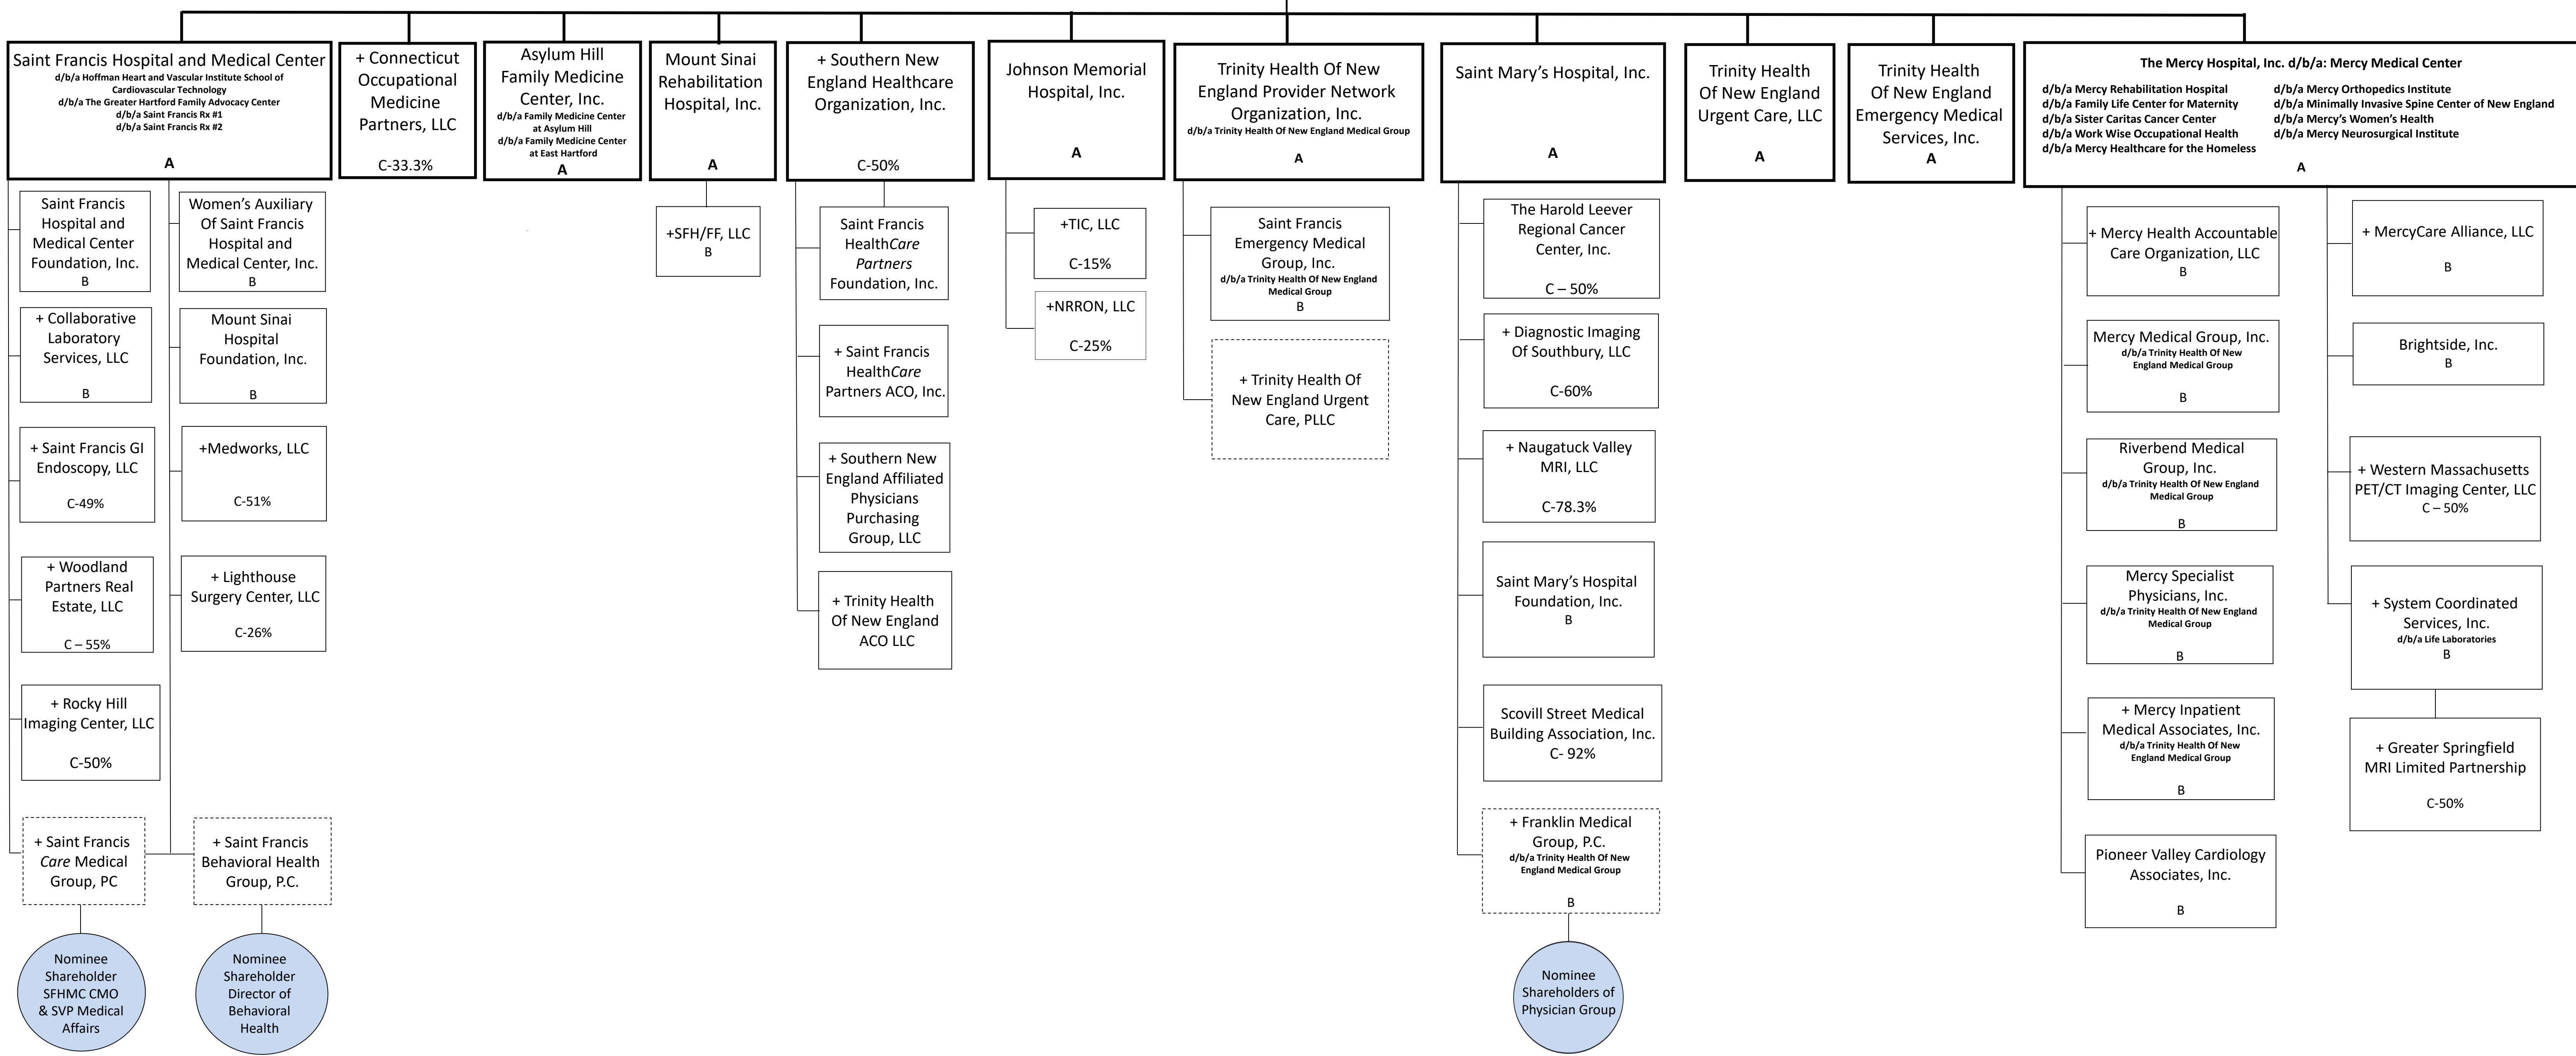 Saint Francis Hospital and Medical Center
d/b/a Hoffman Heart and Vascular Institute School of
Cardiovascular Technology
d/b/a The Greater Hartford Family Advocacy Center
d/b/a Saint Francis Rx #1
d/b/a Saint Francis Rx #2
A
+ Connecticut
Occupational
Medicine
Partners, LLC
C-33.3%
Asylum Hill
Family Medicine
Center, Inc.
d/b/a Family Medicine Center
at Asylum Hill
d/b/a Family Medicine Center
at East Hartford
A
Mount Sinai
Rehabilitation
Hospital, Inc.
A
+ Southern New
England Healthcare
Organization, Inc.
C-50%
Johnson Memorial
Hospital, Inc.
A
Trinity Health Of New
England Provider Network
Organization, Inc.
d/b/a Trinity Health Of New England Medical Group
A
Saint Mary's Hospital, Inc.
A
Trinity Health
Of New England
Urgent Care, LLC
A
Trinity Health
Of New England
Emergency Medical
Services, Inc.
A
The Mercy Hospital, Inc. d/b/a: Mercy Medical Center
d/b/a Mercy Rehabilitation Hospital
d/b/a Family Life Center for Maternity
d/b/a Sister Caritas Cancer Center
d/b/a Work Wise Occupational Health
d/b/a Mercy Healthcare for the Homeless
d/b/a Mercy Orthopedics Institute
d/b/a Minimally Invasive Spine Center of New England
d/b/a Mercy's Women's Health
d/b/a Mercy Neurosurgical Institute
A
Saint Francis
Hospital and
Medical Center
Foundation, Inc.
B
+ Collaborative
Laboratory
Services, LLC
B
+ Saint Francis GI
Endoscopy, LLC
C-49%
+ Woodland
Partners Real
Estate, LLC
C – 55%
+ Rocky Hill
Imaging Center, LLC
C-50%
+ Saint Francis
Care Medical
Group, PC
Nominee
Shareholder
SFHMC CMO
& SVP Medical
Affairs
Women's Auxiliary
Of Saint Francis
Hospital and
Medical Center, Inc.
B
Mount Sinai
Hospital
Foundation, Inc.
B
+Medworks, LLC
C-51%
+ Lighthouse
Surgery Center, LLC
C-26%
+ Saint Francis
Behavioral Health
Group, P.C.
Nominee
Shareholder
Director of
Behavioral
Health
+SFH/FF, LLC
B
Saint Francis
HealthCare
Partners
Foundation, Inc.
+ Saint Francis
HealthCare
Partners ACO, Inc.
+ Southern New
England Affiliated
Physicians
Purchasing
Group, LLC
+ Trinity Health
Of New England
ACO LLC
+TIC, LLC
C-15%
+NRRON, LLC
C-25%
Saint Francis
Emergency Medical
Group, Inc.
d/b/a Trinity Health Of New England
Medical Group
B
+ Trinity Health Of
New England Urgent
Care, PLLC
The Harold Leever
Regional Cancer
Center, Inc.
C – 50%
+ Diagnostic Imaging
Of Southbury, LLC
C-60%
+ Naugatuck Valley
MRI, LLC
C-78.3%
Saint Mary's Hospital
Foundation, Inc.
B
Scovill Street Medical
Building Association, Inc.
C- 92%
+ Franklin Medical
Group, P.C.
d/b/a Trinity Health Of New
England Medical Group
B
Nominee
Shareholders of
Physician Group
+ Mercy Health Accountable
Care Organization, LLC
B
Mercy Medical Group, Inc.
d/b/a Trinity Health Of New
England Medical Group
B
Riverbend Medical
Group, Inc.
d/b/a Trinity Health Of New England
Medical Group
B
Mercy Specialist
Physicians, Inc.
d/b/a Trinity Health Of New England
Medical Group
B
+ Mercy Inpatient
Medical Associates, Inc.
d/b/a Trinity Health Of New
England Medical Group
B
Pioneer Valley Cardiology
Associates, Inc.
B
+ MercyCare Alliance, LLC
B
Brightside, Inc.
B
+ Western Massachusetts
PET/CT Imaging Center, LLC
C – 50%
+ System Coordinated
Services, Inc.
d/b/a Life Laboratories
B
+ Greater Springfield
MRI Limited Partnership
C-50%